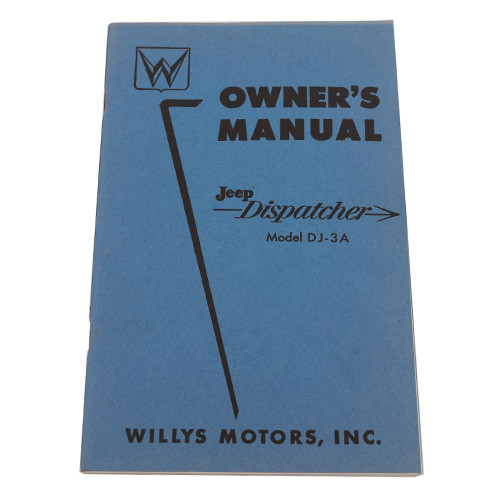 W
OWNER'S
MANUAL
Jeep
Dispatcher
Model DJ-3A
WILLYS MOTORS, INC.